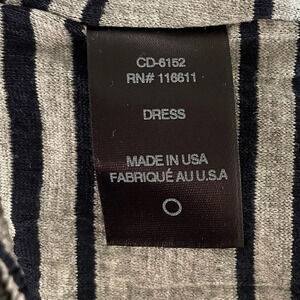 CD-6152
RN# 116611
DRESS
MADE IN USA
FABRIQUÉ AU U.S.A